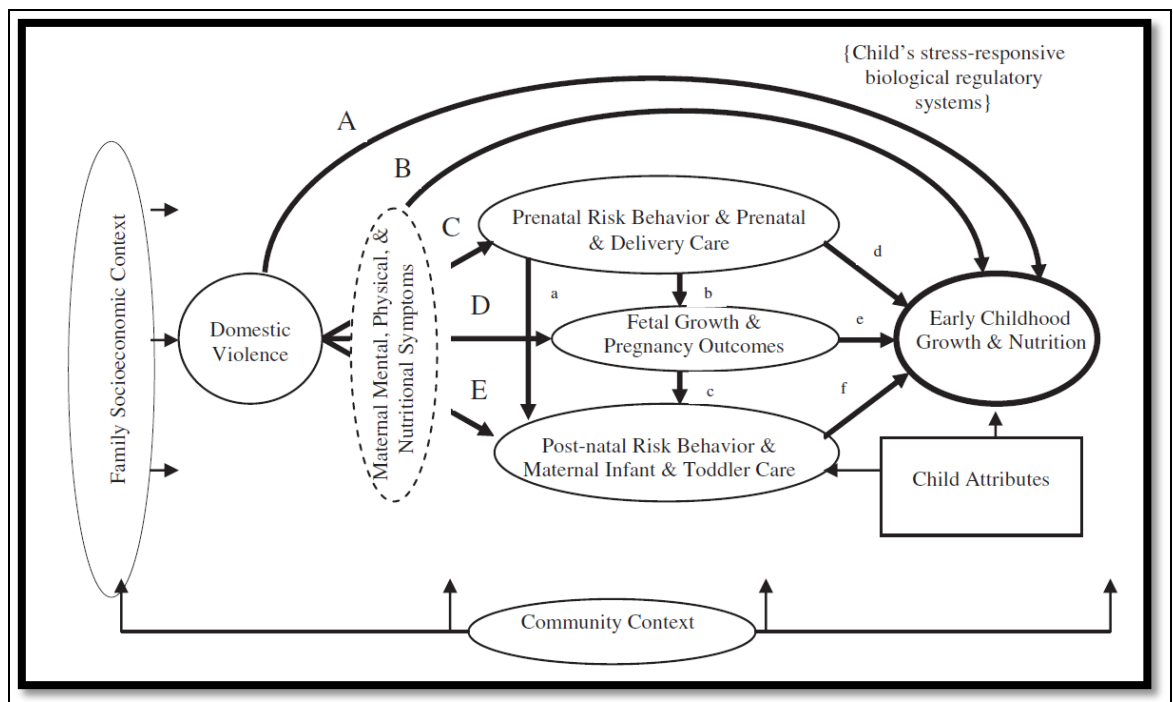 {Child's stress-responsive
biological regulatory
systems}
A
B
C
D
E
Family Socioeconomic Context
Domestic
Violence
Maternal Mental, Physical, &
Nutritional Symptoms
Prenatal Risk Behavior & Prenatal
& Delivery Care
a
b
d
Fetal Growth &
Pregnancy Outcomes
e
c
f
Post-natal Risk Behavior &
Maternal Infant & Toddler Care
Early Childhood
Growth & Nutrition
Child Attributes
Community Context